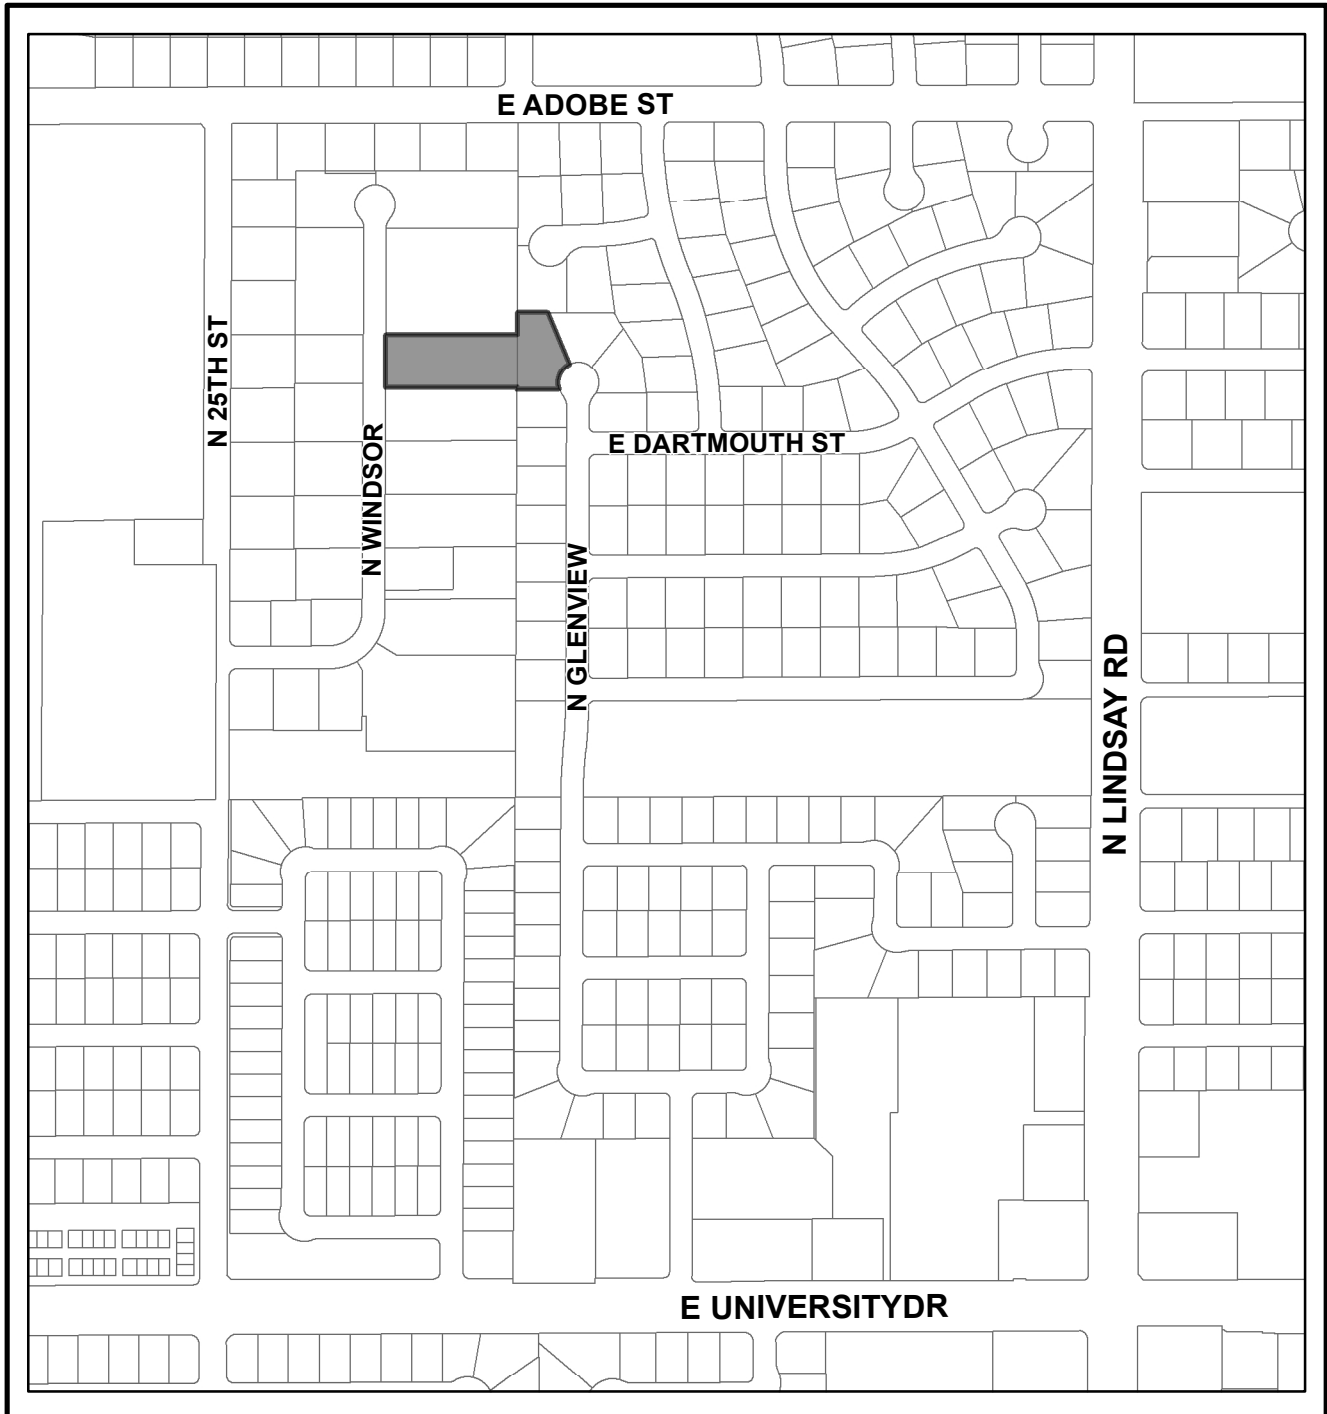 E ADOBE ST
N 25TH ST
N WINDSOR
E DARTMOUTH ST
N GLENVIEW
N LINDSAY RD
E UNIVERSITYDR